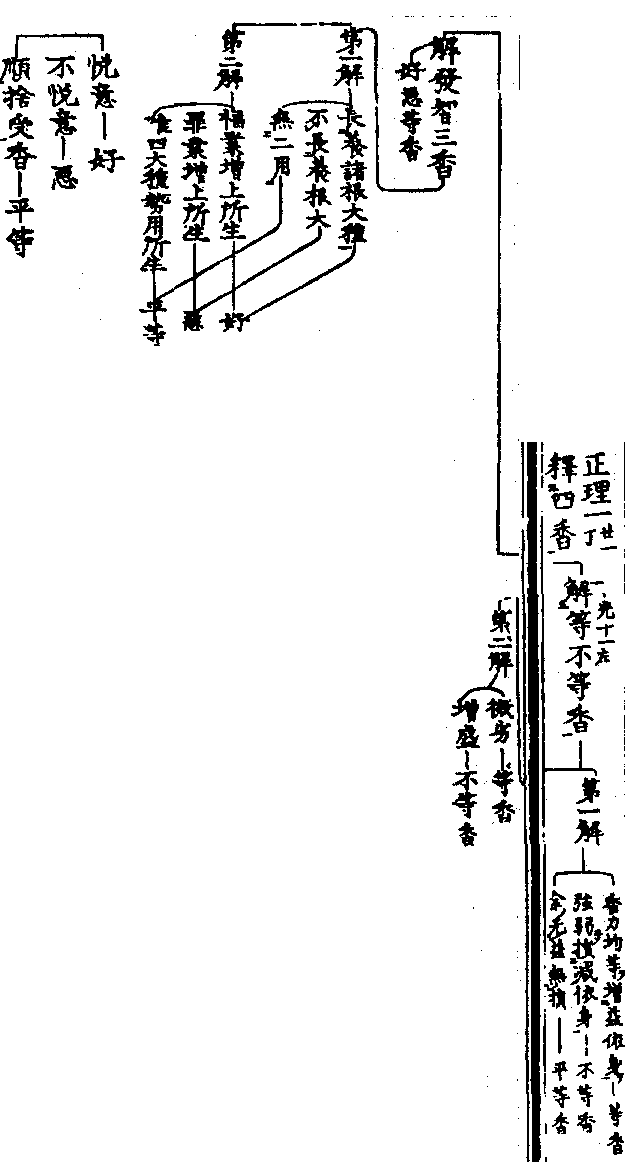 正理一 廿一丁
釋四香
一、光十一左
解等不等香
第一解
香力均等增益依身―等香
強弱損減依身―不等香
余无益無損―平等香
第二解
微劣―等香
增盛―不等香
解發智三香
好惡等香
第一解
長養諸根大種
不長養根大
無二用
第二解
福業增上所生
罪業增上所生
唯四大種勢用所生
好
惡
平等
悅意―好
不悅意―惡
順捨受香―平等